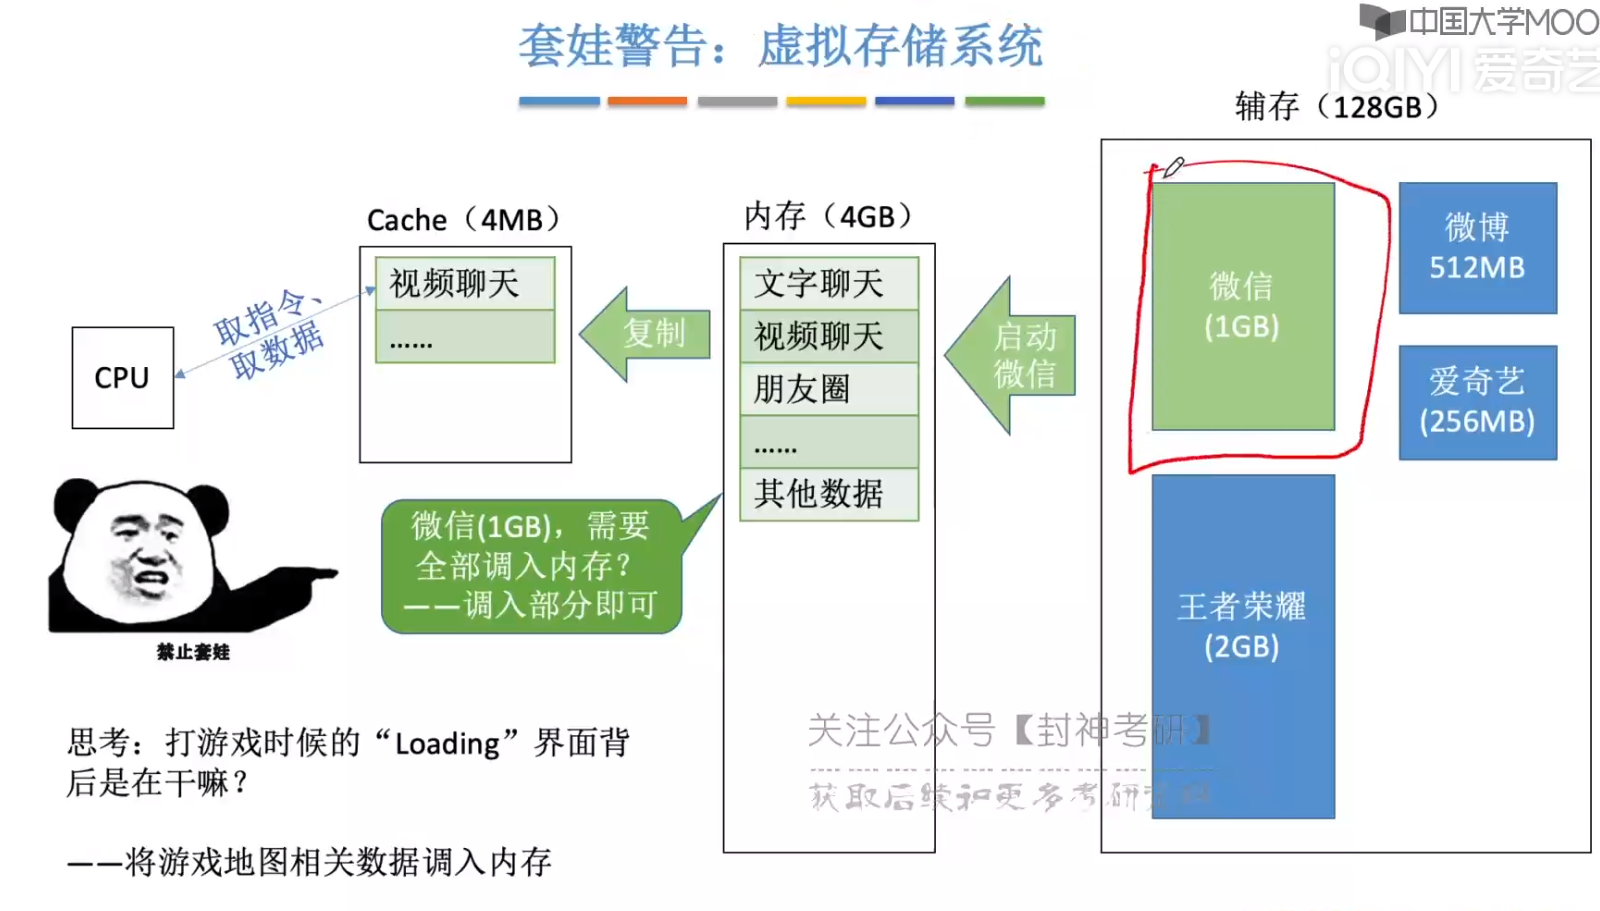 套娃警告：虚拟存储系统
中国大学MOO
iQIYI 爱奇艺
辅存（128GB）
Cache（4MB）
内存（4GB）
视频聊天
……
取指令、
取数据
CPU
复制
文字聊天
视频聊天
朋友圈
……
其他数据
启动
微信
微信
(1GB)
微博
512MB
爱奇艺
(256MB)
王者荣耀
(2GB)
微信(1GB)，需要
全部调入内存？
——调入部分即可
禁止套娃
思考：打游戏时候的“Loading”界面背
后是在干嘛？
——将游戏地图相关数据调入内存
关注公众号【封神考研】
获取后续和更多考研